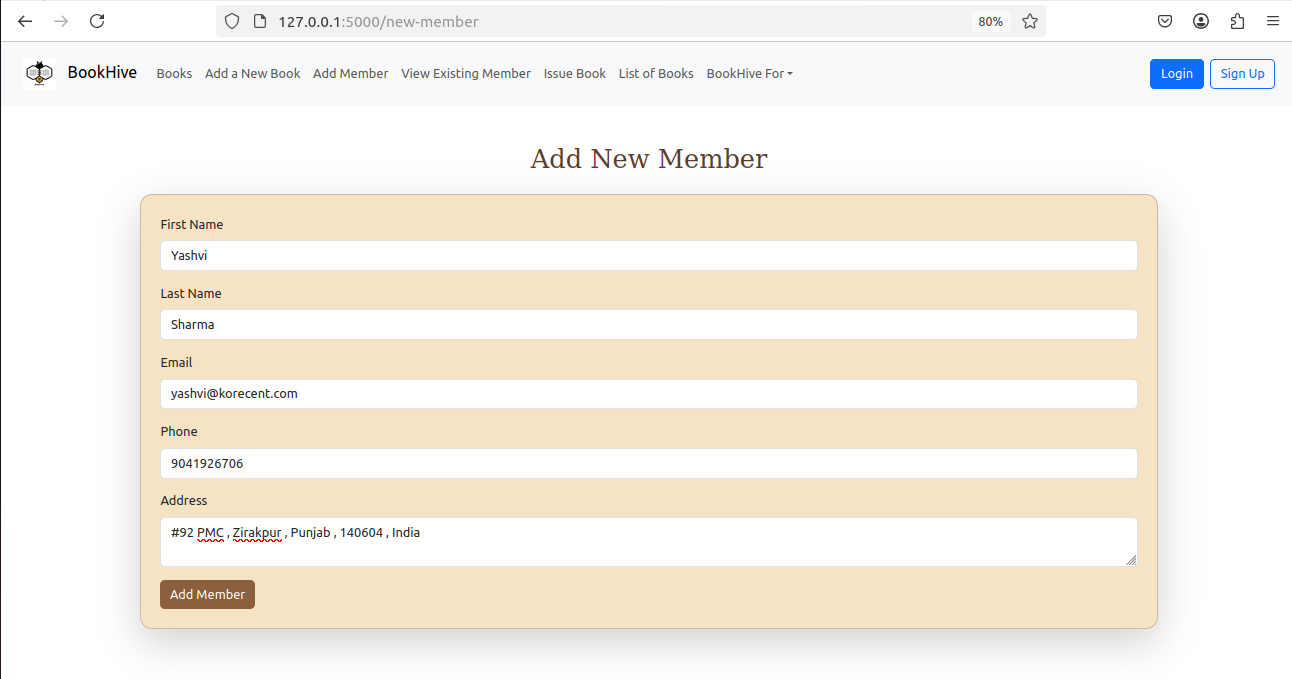 127.0.0.1:5000/new-member 80%
BookHive Books Add a New Book Add Member View Existing Member Issue Book List of Books BookHive For Login Sign Up
Add New Member
First Name
Yashvi
Last Name
Sharma
Email
yashvi@korecent.com
Phone
9041926706
Address
#92 PMC , Zirakpur , Punjab , 140604 , India
Add Member